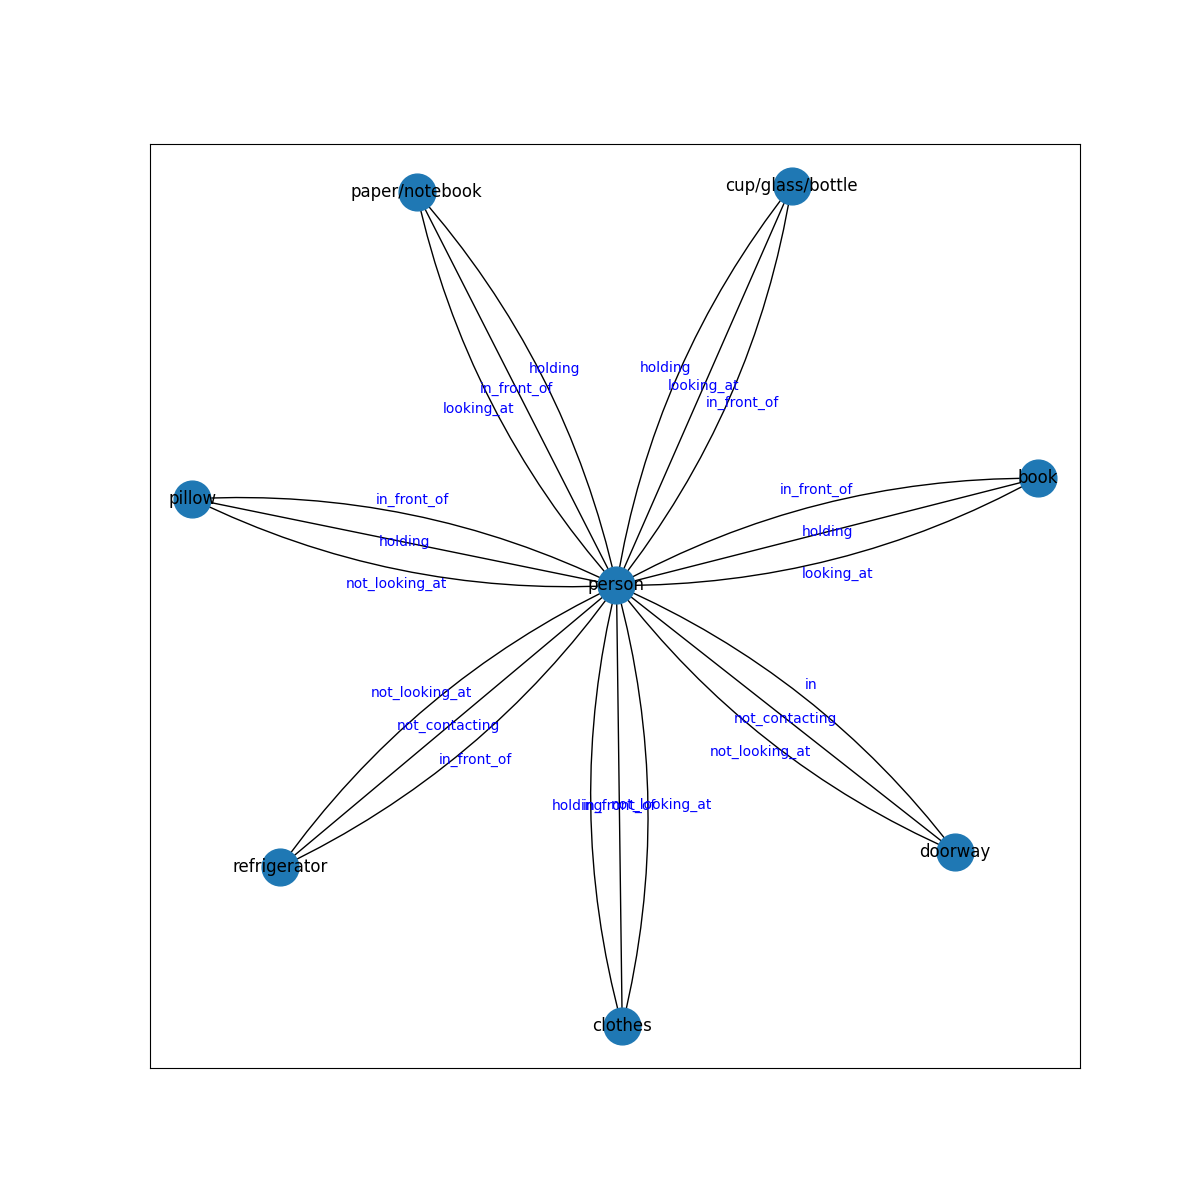 paper/notebook
cup/glass/bottle
holding
holding
in_front_of
looking_at
looking_at
in_front_of
pillow
in_front_of
in_front_of
book
holding
holding
not_looking_at
looking_at
person
not_looking_at
in
not_contacting
not_contacting
in_front_of
not_looking_at
holding
in_front_of
not_looking_at
refrigerator
doorway
clothes